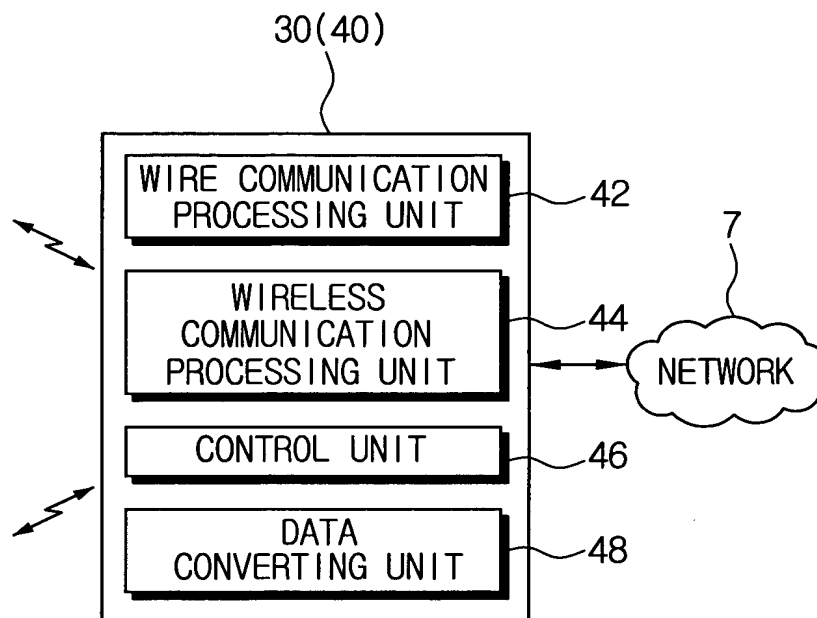 30(40)
WIRE COMMUNICATION
PROCESSING UNIT
42
7
WIRELESS
COMMUNICATION
PROCESSING UNIT
44
NETWORK
CONTROL UNIT
46
DATA
CONVERTING UNIT
48